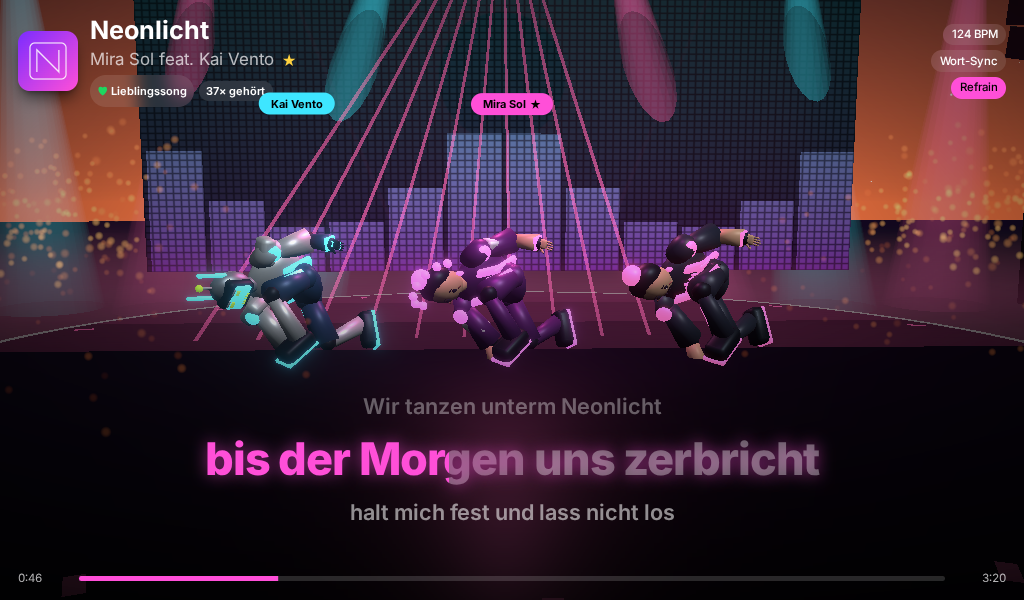 Neonlicht
Mira Sol feat. Kai Vento ★
Lieblingssong
37× gehört
124 BPM
Wort-Sync
Refrain
Kai Vento
Mira Sol ★
Wir tanzen unterm Neonlicht
bis der Morgen uns zerbricht
halt mich fest und lass nicht los
0:46
3:20